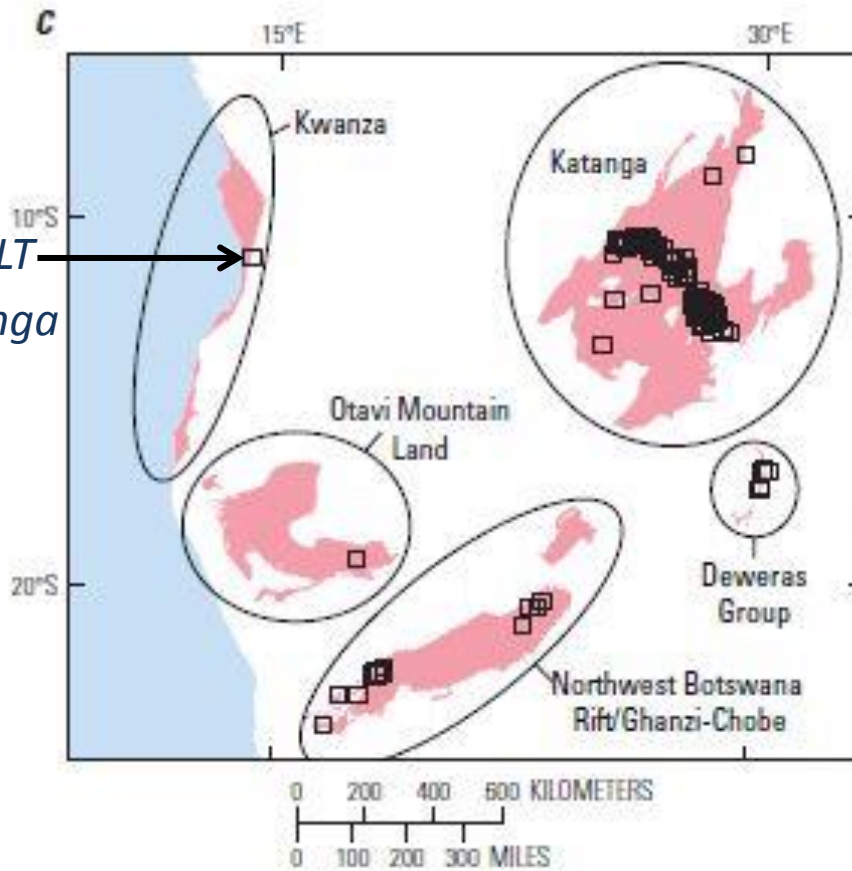 C
15°E
30°E
Kwanza
Katanga
10°S
LT
nga
Otavi Mountain
Land
20°S
Deweras
Group
Northwest Botswana
Rift/Ghanzi-Chobe
0 200 400 600 KILOMETERS
0 100 200 300 MILES